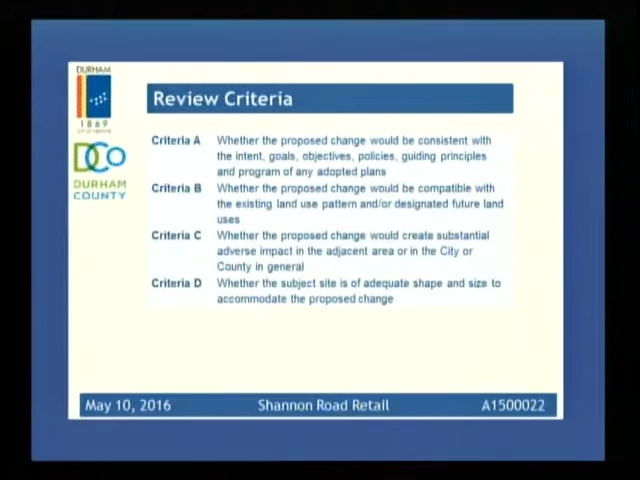 DURHAM
1869
DCo
DURHAM
COUNTY
Review Criteria
Criteria A Whether the proposed change would be consistent with
the intent, goals, objectives, policies, guiding principles
and program of any adopted plans
Criteria B Whether the proposed change would be compatible with
the existing land use pattern and/or designated future land
uses
Criteria C Whether the proposed change would create substantial
adverse impact in the adjacent area or in the City or
County in general
Criteria D Whether the subject site is of adequate shape and size to
accommodate the proposed change
May 10, 2016 Shannon Road Retail A1500022